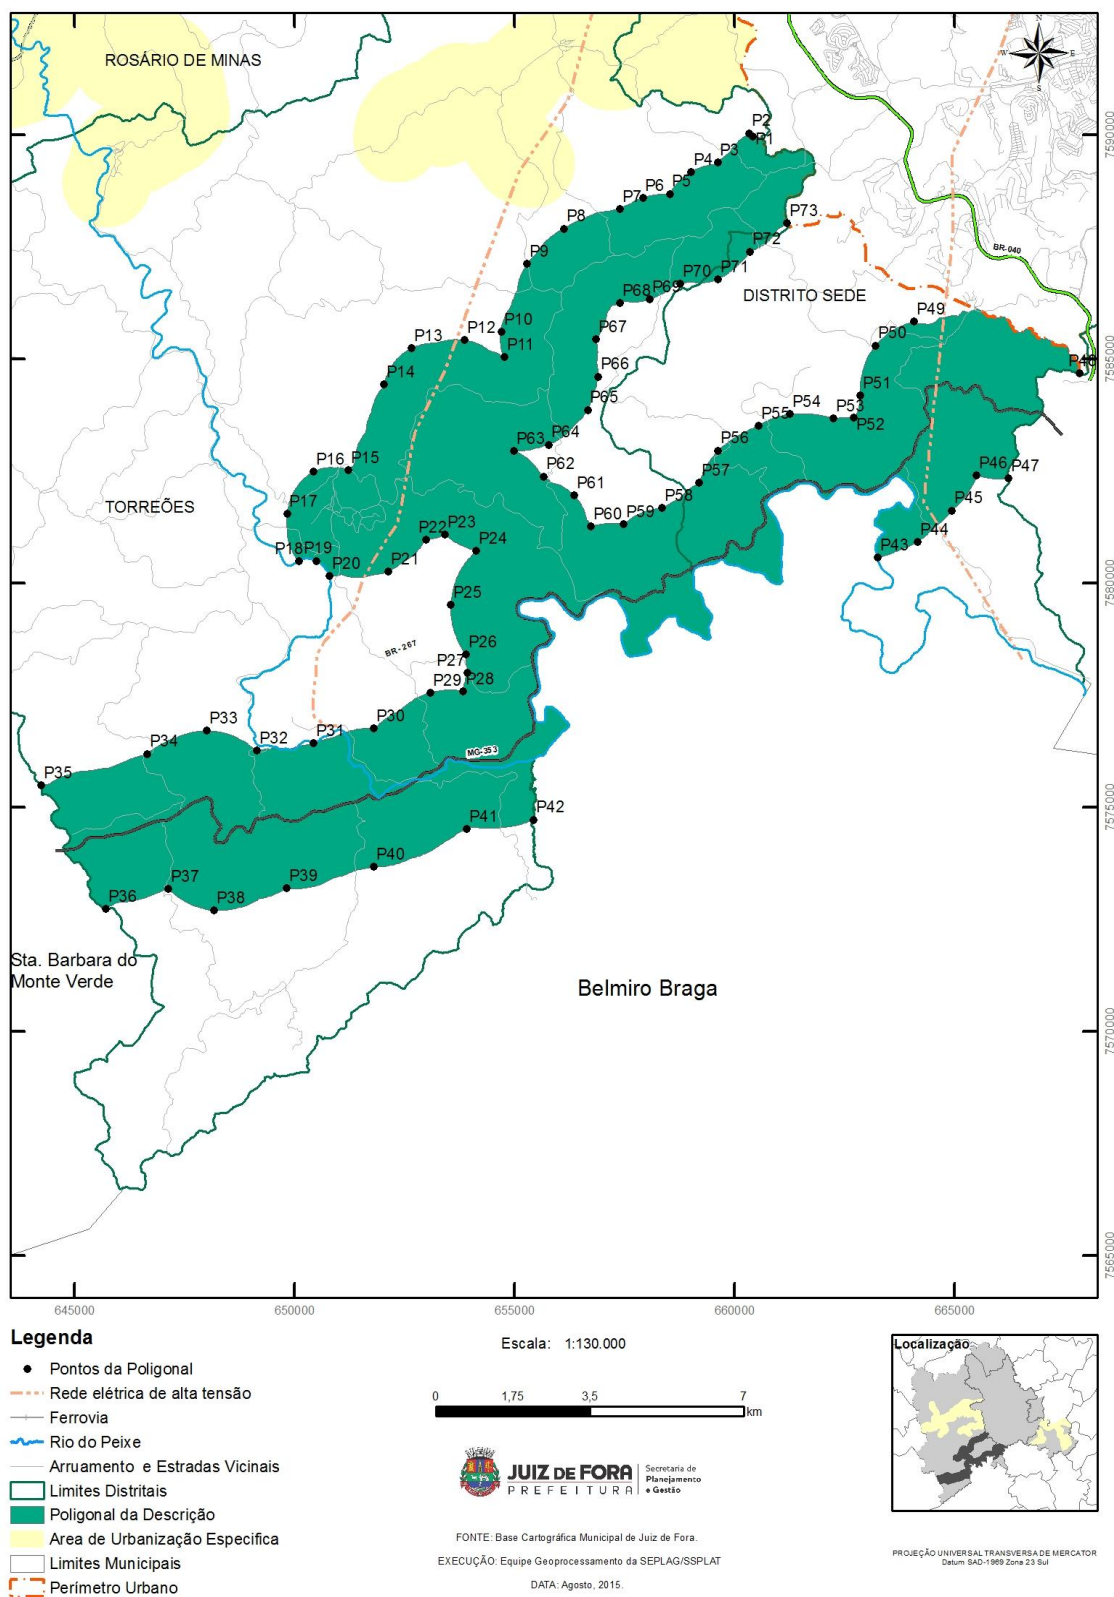 ROSÁRIO DE MINAS
N
W
E
S
P2
P1
P3
P4
P5
P6
P7
P8
P73
P72
BR-040
P9
P71
P70
P69
P68
DISTRITO SEDE
P49
P10
P12
P13
P67
P50
P11
P48
P14
P66
P51
P65
P54
P53
P55
P52
P64
P63
P56
P16
P15
P62
P57
P46
P47
P61
P45
P17
TORREÕES
P58
P60
P59
P22
P23
P24
P44
P43
P18
P19
P20
P21
P25
BR-267
P26
P27
P28
P29
P30
P33
P31
P32
P34
MG-353
P35
P42
P41
P40
P37
P39
P36
P38
Sta. Barbara do
Monte Verde
Belmiro Braga
7590000
7585000
7580000
7575000
7570000
7565000
645000
650000
655000
660000
665000
Legenda
Pontos da Poligonal
Rede elétrica de alta tensão
Ferrovia
Rio do Peixe
Arruamento e Estradas Vicinais
Limites Distritais
Poligonal da Descrição
Area de Urbanização Especifica
Limites Municipais
Perímetro Urbano
Escala: 1:130.000
0 1,75 3,5 7
km
JUIZ DE FORA
PREFEITURA
Secretaria de
Planejamento
e Gestão
FONTE: Base Cartográfica Municipal de Juiz de Fora.
EXECUÇÃO: Equipe Geoprocessamento da SEPLAG/SSPLAT
DATA: Agosto, 2015.
Localização
PROJEÇÃO UNIVERSAL TRANSVERSA DE MERCATOR
Datum SAD-1969 Zona 23 Sul